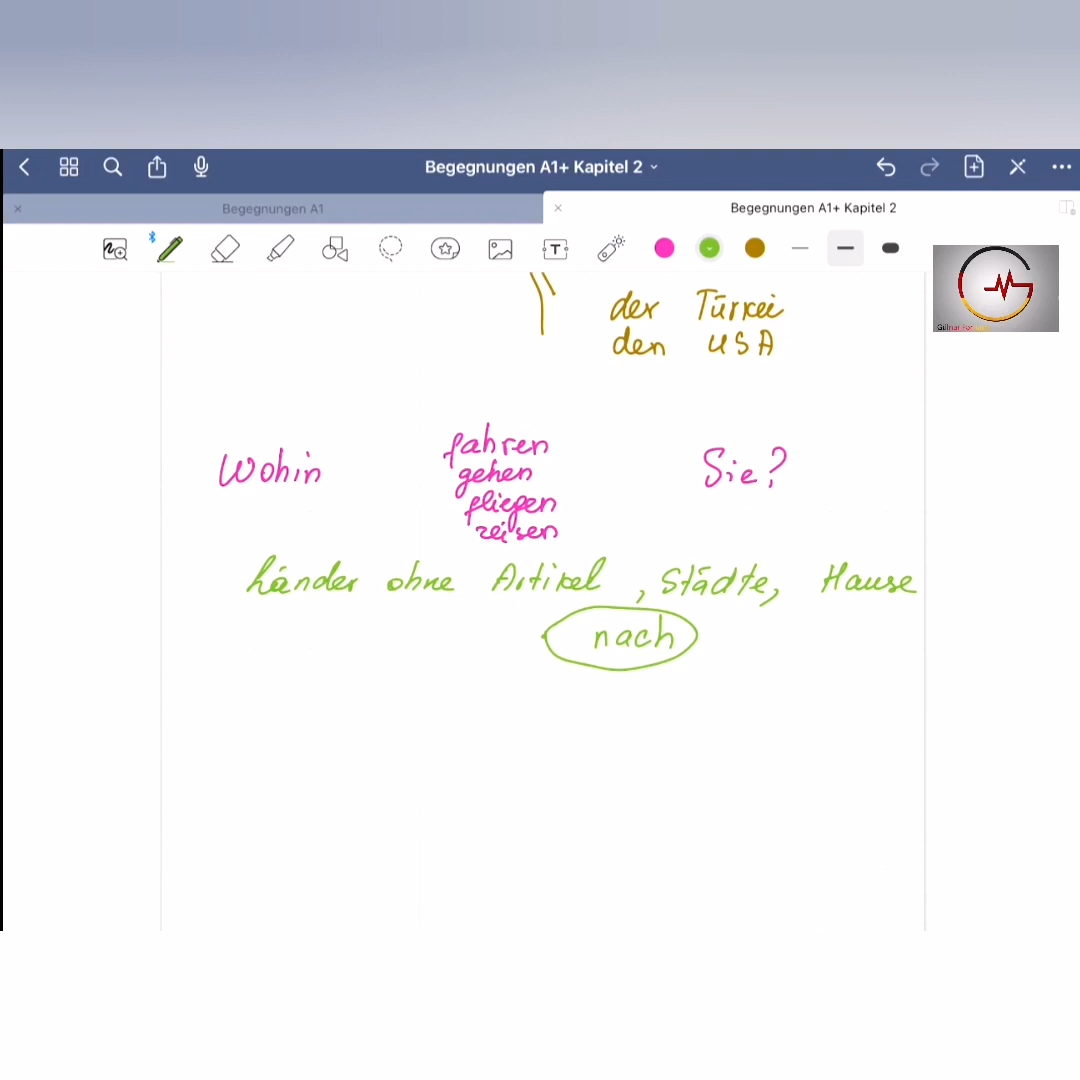 Begegnungen A1+ Kapitel 2
Begegnungen A1
Begegnungen A1+ Kapitel 2
der Türkei
den USA
Wohin fahren Sie?
gehen
fliegen
reisen
Länder ohne Artikel, Städte, Hause
nach